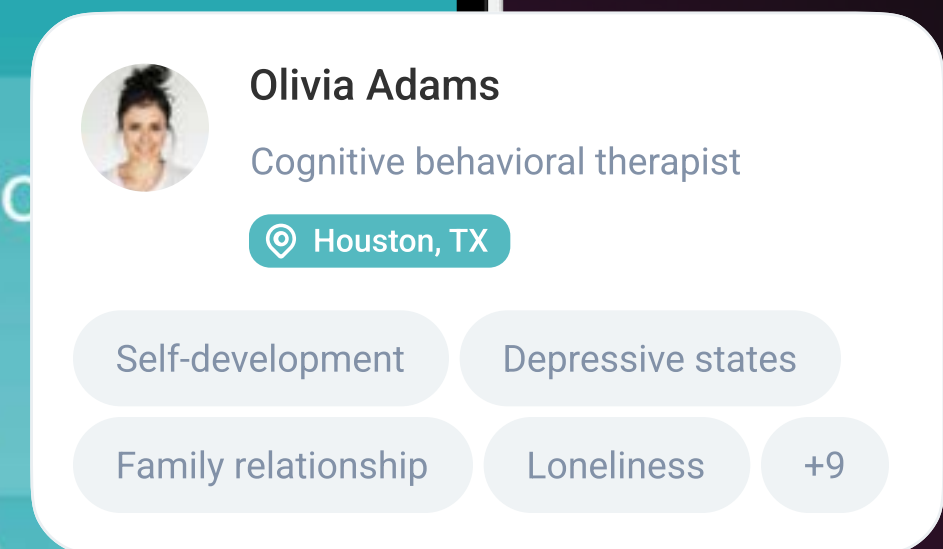 Olivia Adams
Cognitive behavioral therapist
Houston, TX
Self-development
Depressive states
Family relationship
Loneliness
+9